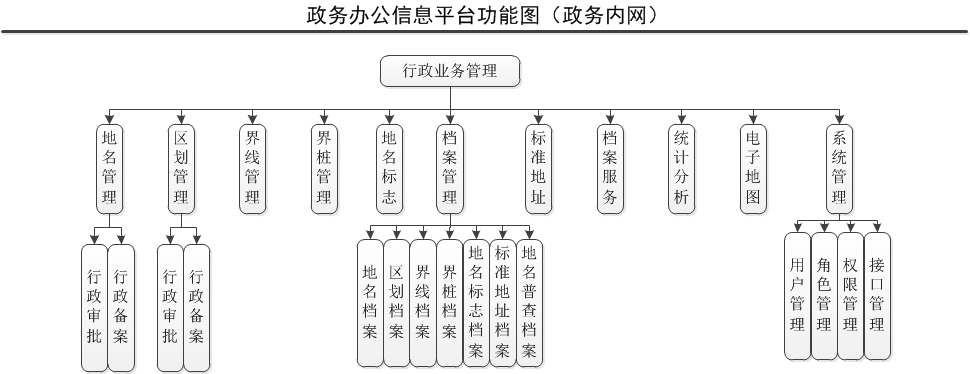 政务办公信息平台功能图（政务内网）
行政业务管理
地名管理
区划管理
界线管理
界桩管理
地名标志
档案管理
标准地址
档案服务
统计分析
电子地图
系统管理
行政审批
行政备案
行政审批
行政备案
地名档案
区划档案
界线档案
界桩档案
地名标志档案
标准地址档案
地名普查档案
用户管理
角色管理
权限管理
接口管理